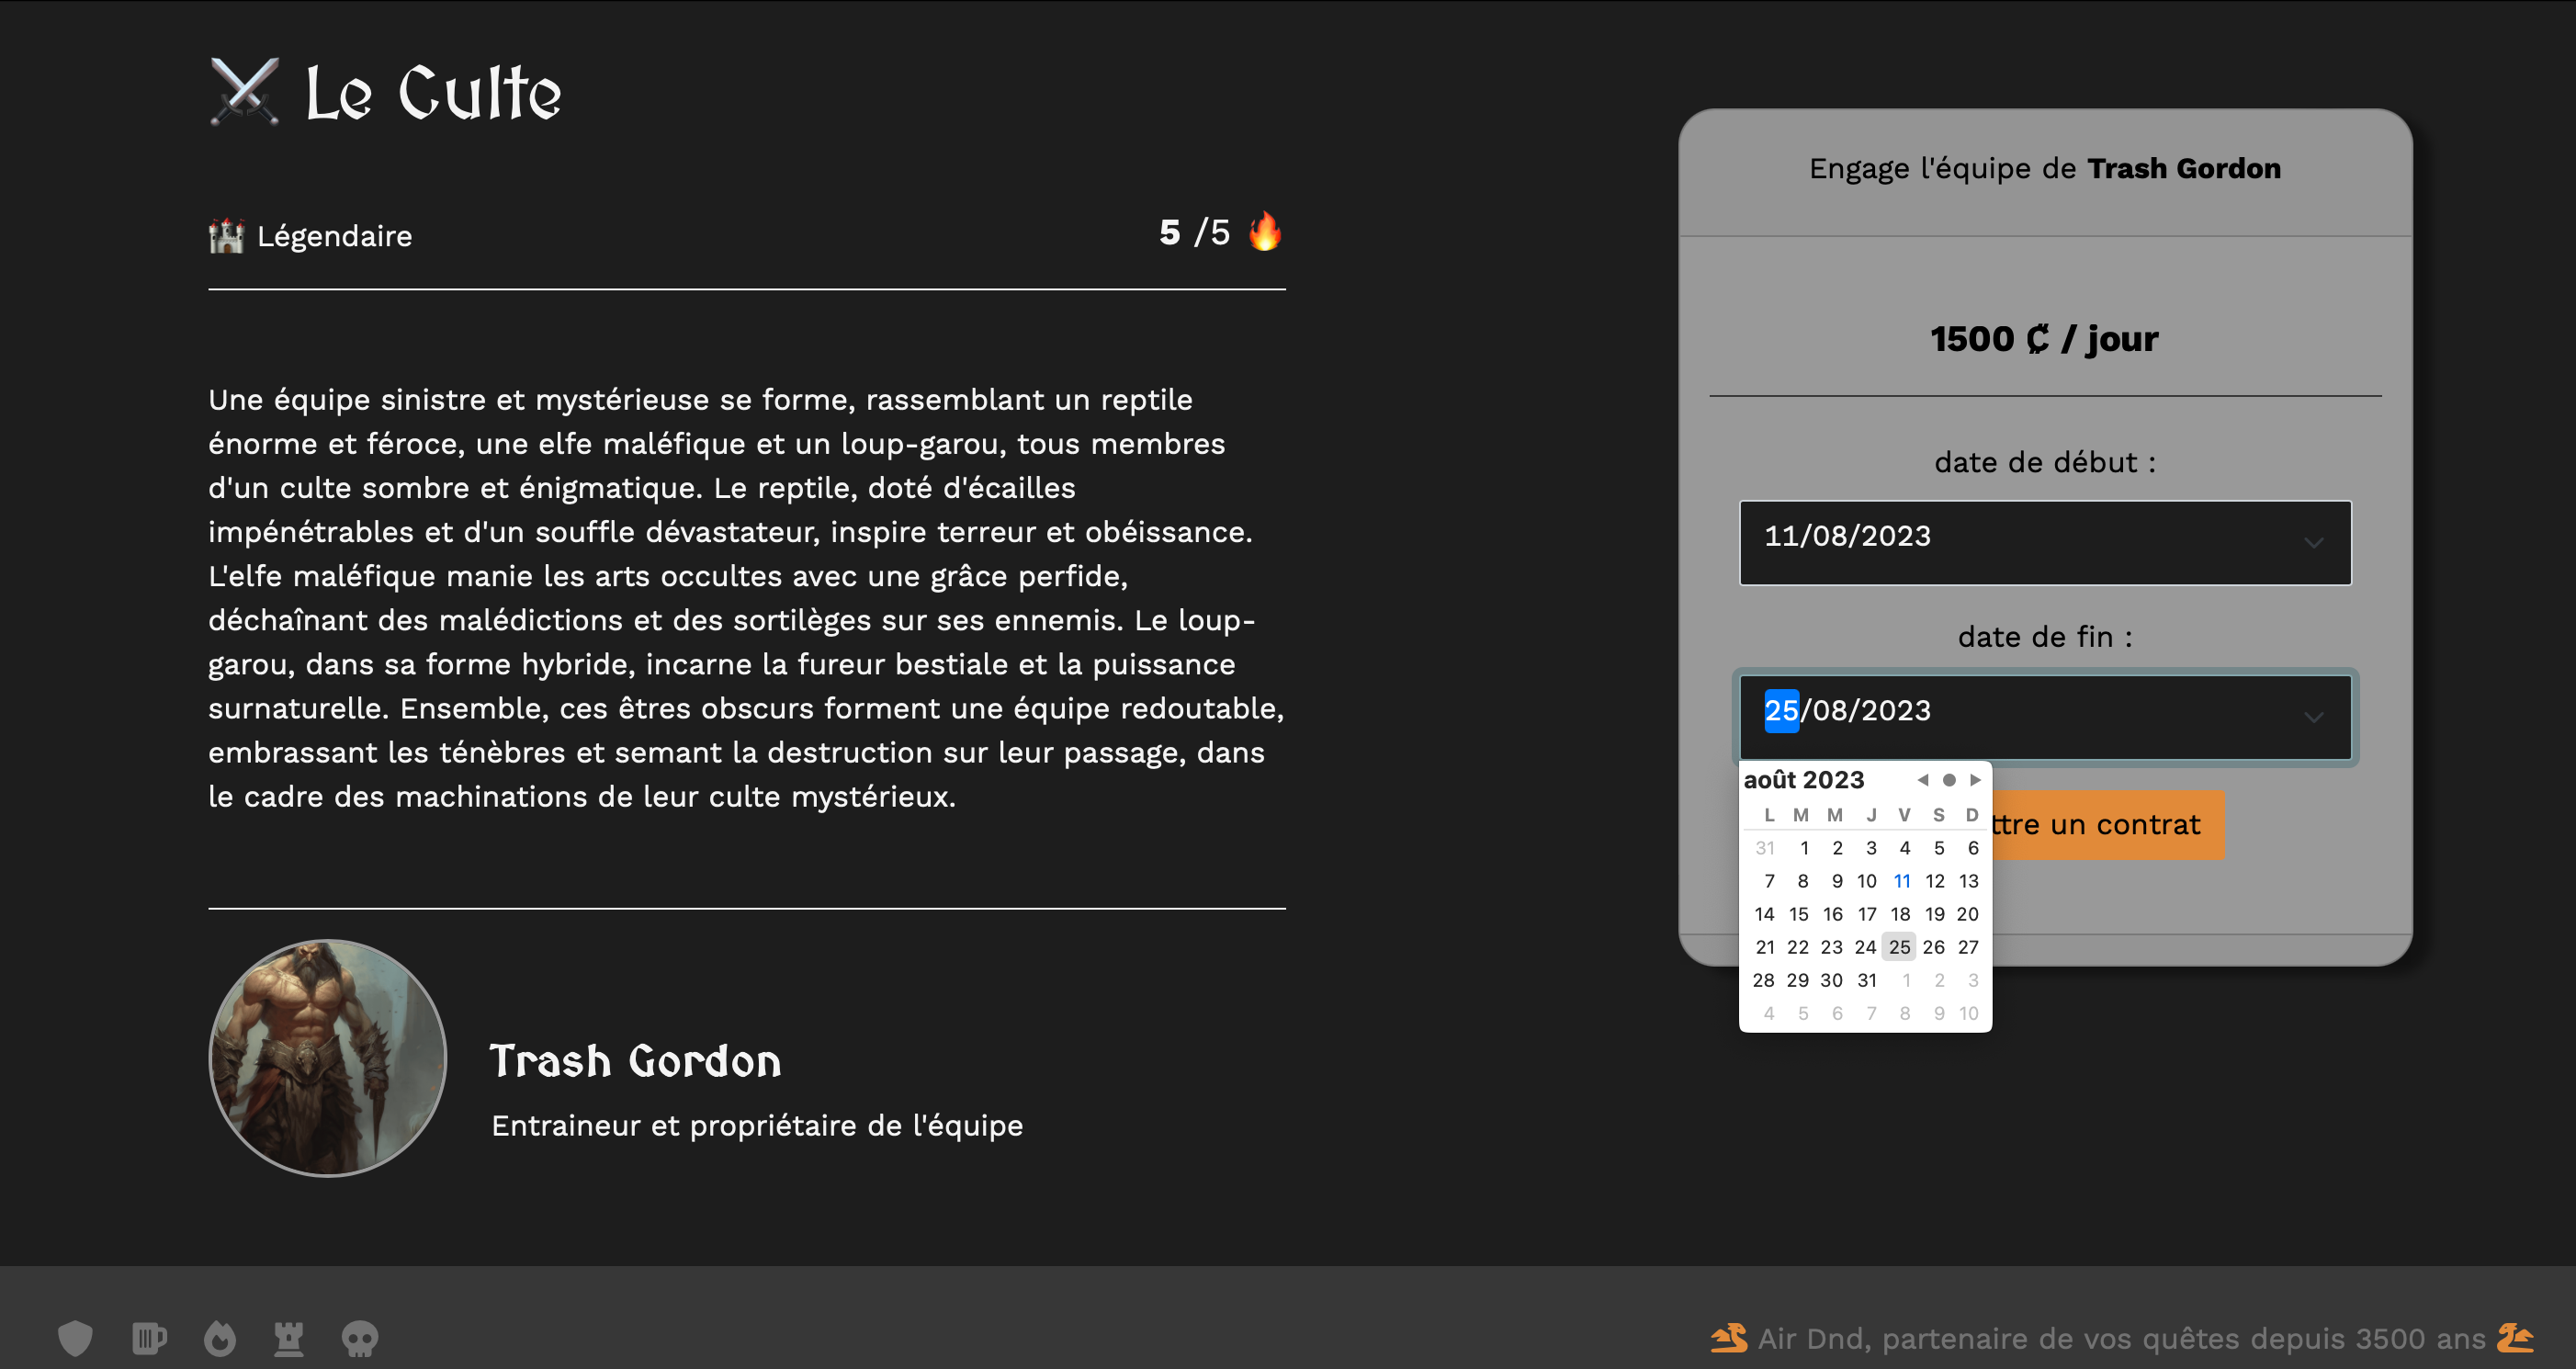 Le Culte
Légendaire
5 /5
Une équipe sinistre et mystérieuse se forme, rassemblant un reptile
énorme et féroce, une elfe maléfique et un loup-garou, tous membres
d'un culte sombre et énigmatique. Le reptile, doté d'écailles
impénétrables et d'un souffle dévastateur, inspire terreur et obéissance.
L'elfe maléfique manie les arts occultes avec une grâce perfide,
déchaînant des malédictions et des sortilèges sur ses ennemis. Le loup-
garou, dans sa forme hybride, incarne la fureur bestiale et la puissance
surnaturelle. Ensemble, ces êtres obscurs forment une équipe redoutable,
embrassant les ténèbres et semant la destruction sur leur passage, dans
le cadre des machinations de leur culte mystérieux.
Trash Gordon
Entraineur et propriétaire de l'équipe
Engage l'équipe de Trash Gordon
1500 ₡ / jour
date de début :
11/08/2023
date de fin :
25/08/2023
août 2023
L M M J V S D
31 1 2 3 4 5 6
7 8 9 10 11 12 13
14 15 16 17 18 19 20
21 22 23 24 25 26 27
28 29 30 31 1 2 3
4 5 6 7 8 9 10
ttre un contrat
Air Dnd, partenaire de vos quêtes depuis 3500 ans